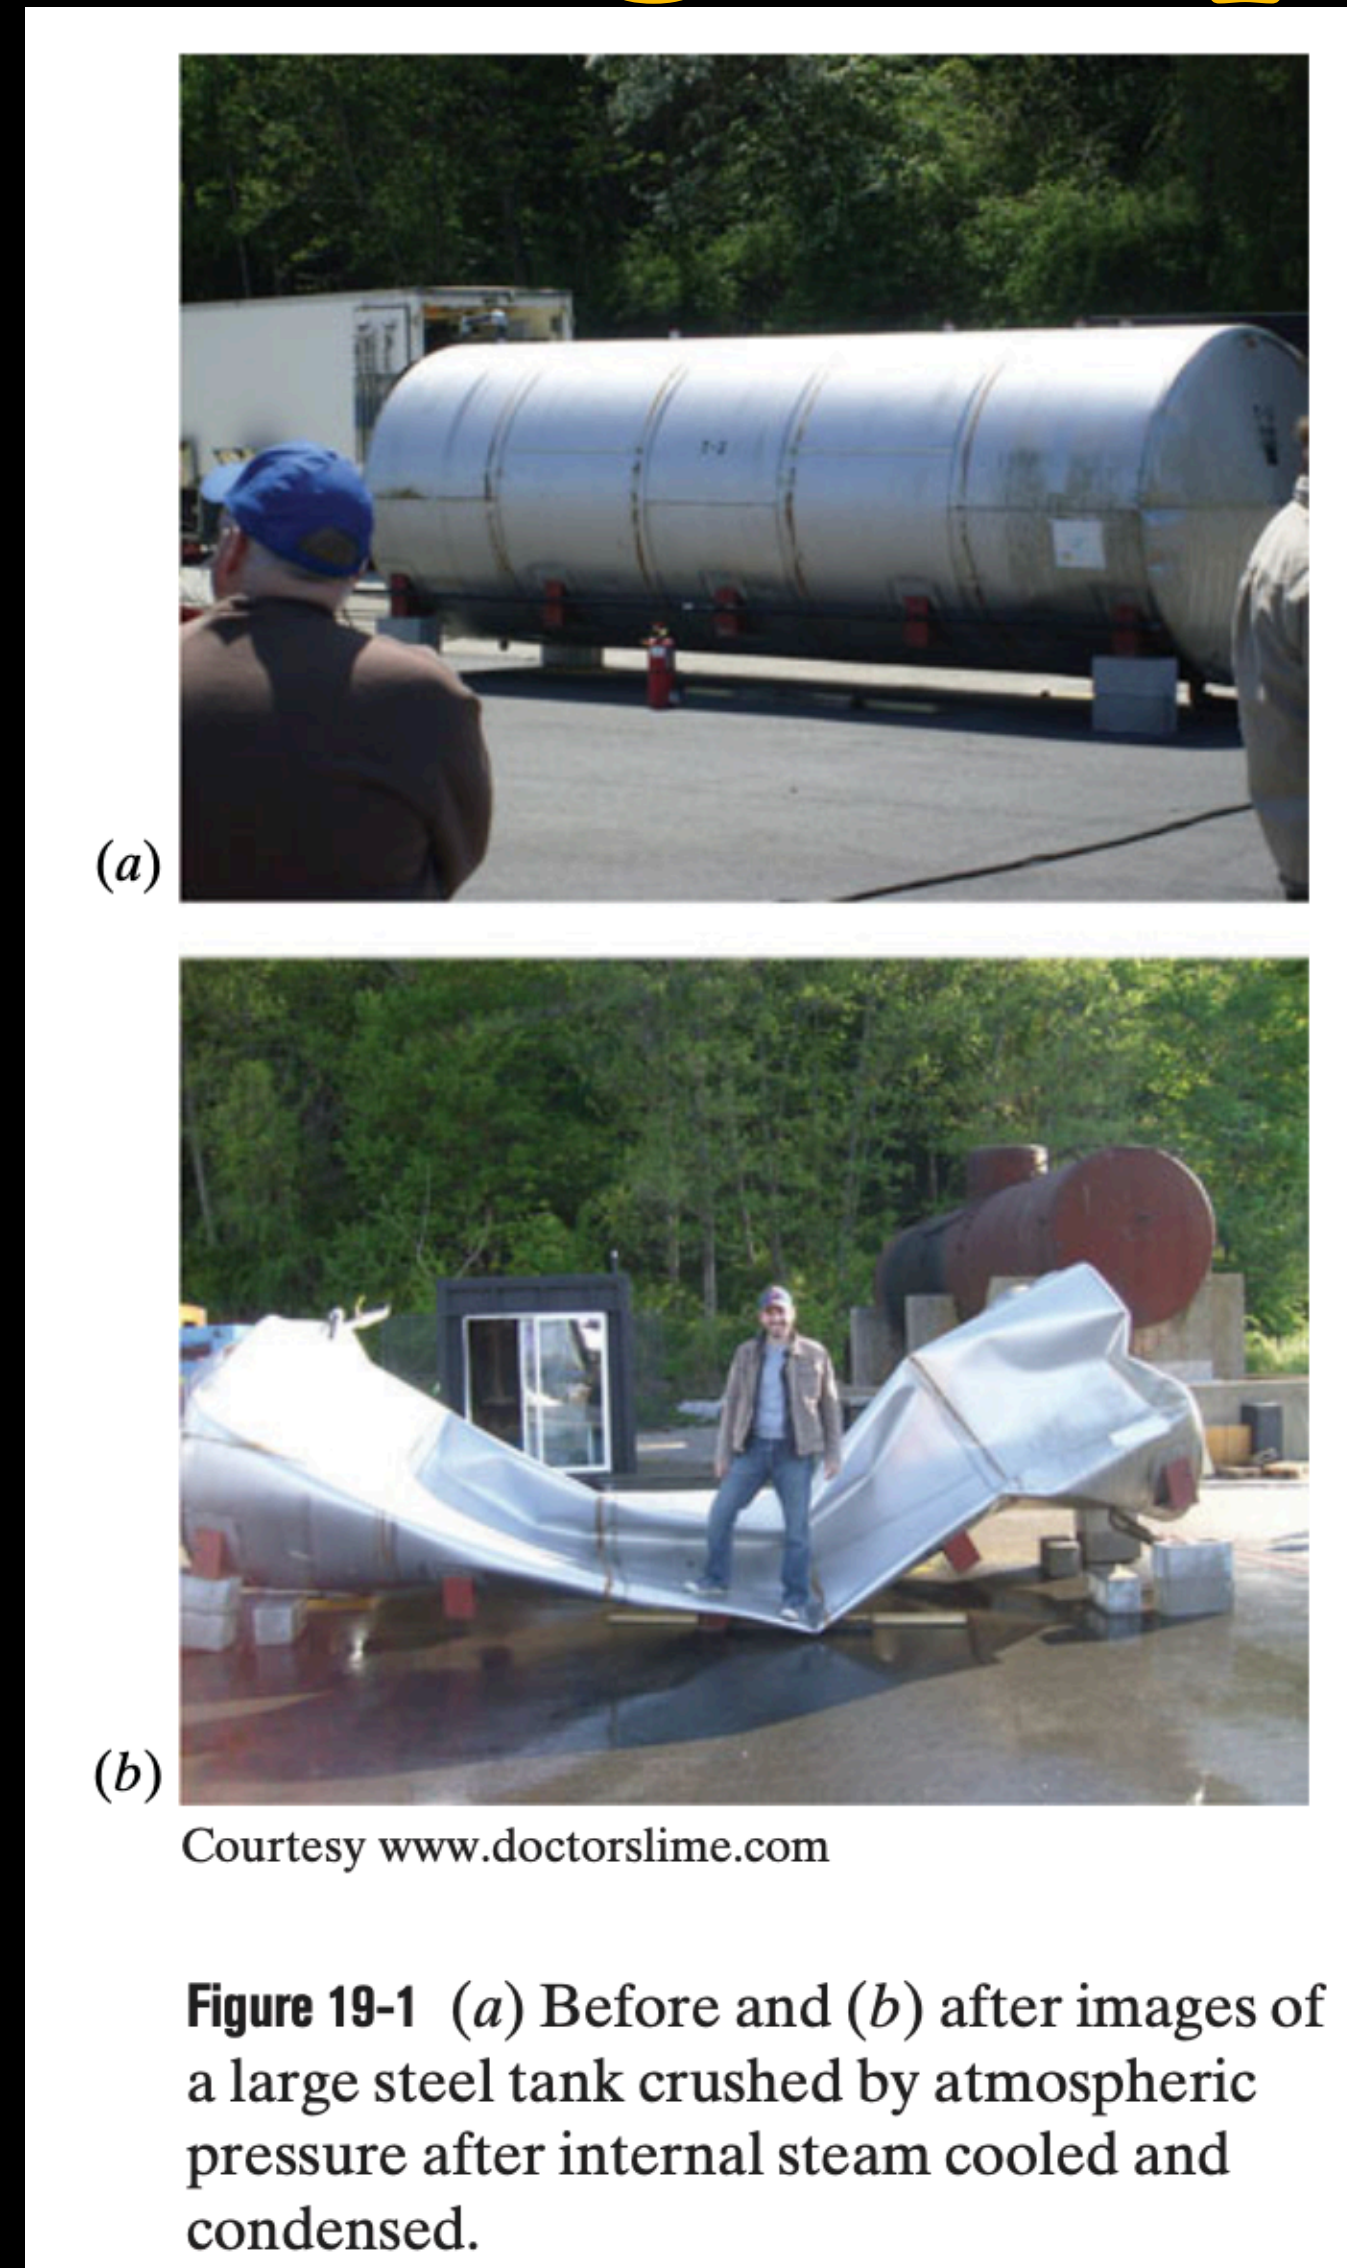 T-2
(a)
(b)
Courtesy www.doctorslime.com
Figure 19-1 (a) Before and (b) after images of
a large steel tank crushed by atmospheric
pressure after internal steam cooled and
condensed.